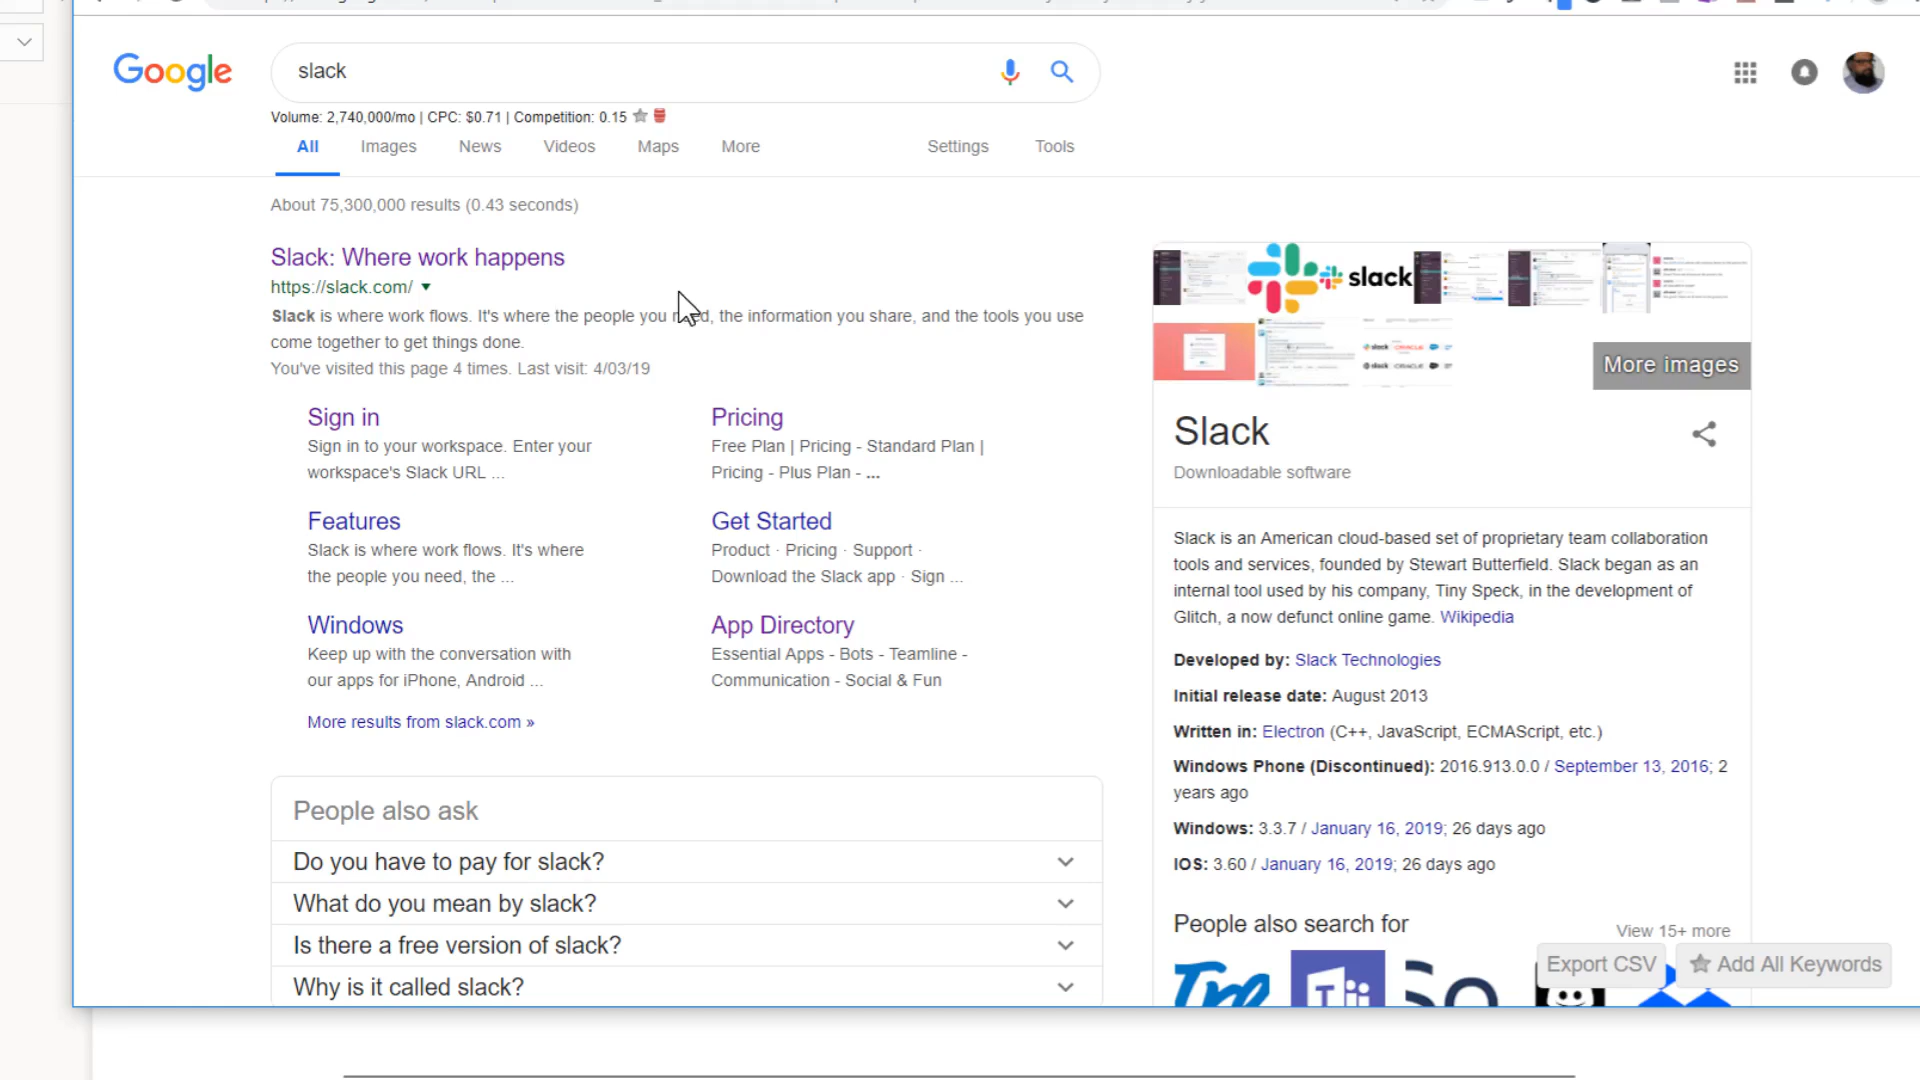 Google
slack
Volume: 2,740,000/mo | CPC: $0.71 | Competition: 0.15
All Images News Videos Maps More Settings Tools
About 75,300,000 results (0.43 seconds)
Slack: Where work happens
https://slack.com/
Slack is where work flows. It's where the people you need, the information you share, and the tools you use
come together to get things done.
You've visited this page 4 times. Last visit: 4/03/19
Sign in
Sign in to your workspace. Enter your
workspace's Slack URL ...
Pricing
Free Plan | Pricing - Standard Plan |
Pricing - Plus Plan - ...
Features
Slack is where work flows. It's where
the people you need, the ...
Get Started
Product · Pricing · Support ·
Download the Slack app · Sign ...
Windows
Keep up with the conversation with
our apps for iPhone, Android ...
App Directory
Essential Apps - Bots - Teamline -
Communication - Social & Fun
More results from slack.com »
People also ask
Do you have to pay for slack?
What do you mean by slack?
Is there a free version of slack?
Why is it called slack?
slack
More images
Slack
Downloadable software
Slack is an American cloud-based set of proprietary team collaboration
tools and services, founded by Stewart Butterfield. Slack began as an
internal tool used by his company, Tiny Speck, in the development of
Glitch, a now defunct online game. Wikipedia
Developed by: Slack Technologies
Initial release date: August 2013
Written in: Electron (C++, JavaScript, ECMAScript, etc.)
Windows Phone (Discontinued): 2016.913.0.0 / September 13, 2016; 2
years ago
Windows: 3.3.7 / January 16, 2019; 26 days ago
IOS: 3.60 / January 16, 2019; 26 days ago
People also search for
View 15+ more
Export CSV
Add All Keywords